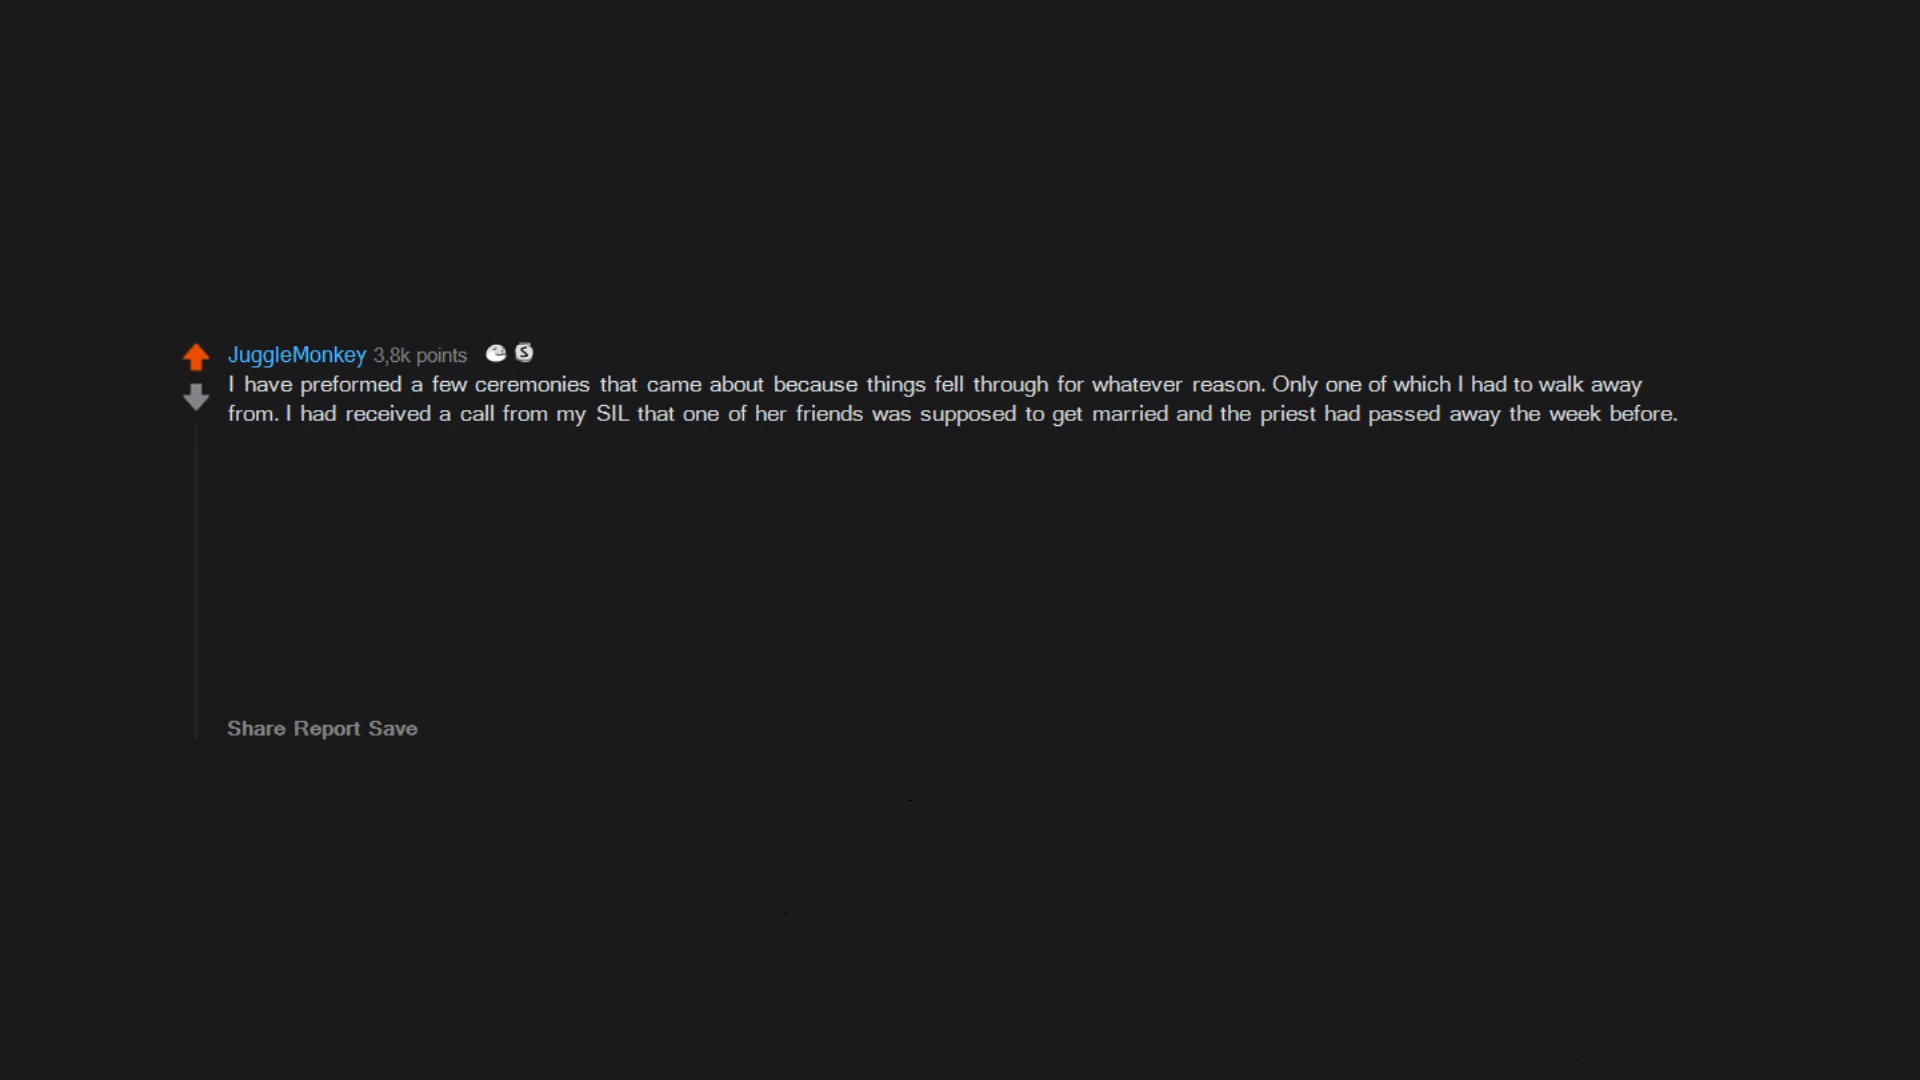 JuggleMonkey 3,8k points
I have preformed a few ceremonies that came about because things fell through for whatever reason. Only one of which I had to walk away
from. I had received a call from my SIL that one of her friends was supposed to get married and the priest had passed away the week before.
Share Report Save